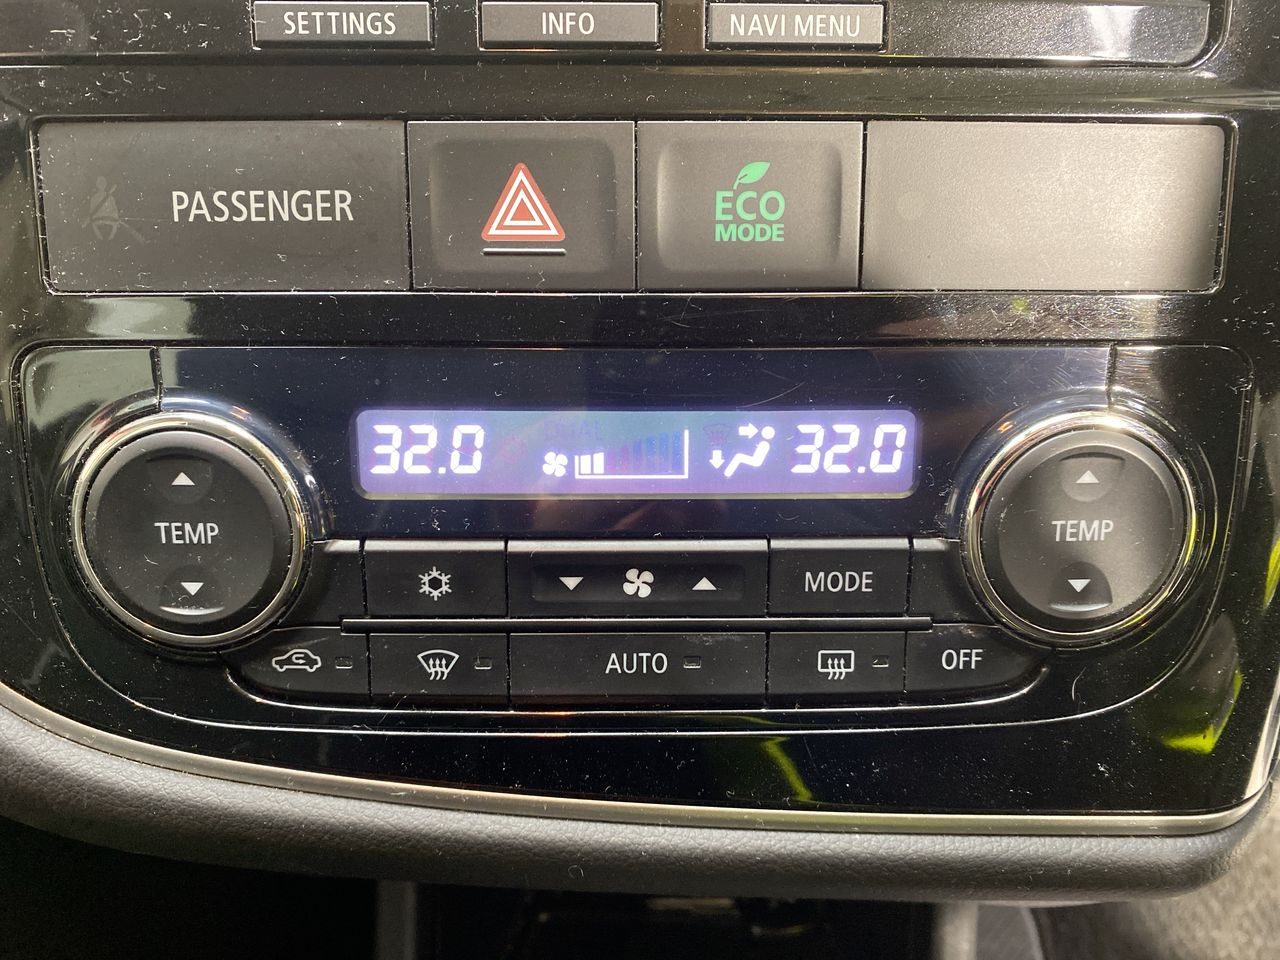 SETTINGS INFO NAVI MENU
PASSENGER
ECO
MODE
32.0 32.0
TEMP TEMP
MODE
AUTO OFF